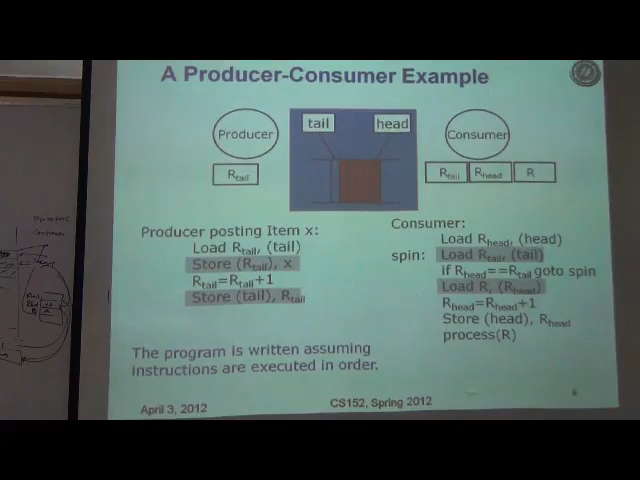 A Producer-Consumer Example
Producer
tail
head
Consumer
Rtail
Rtail
Rhead
R
Producer posting Item x:
Load Rtail, (tail)
Store (Rtail), x
Rtail=Rtail+1
Store (tail), Rtail
The program is written assuming
instructions are executed in order.
Consumer:
Load Rhead, (head)
spin: Load Rtail, (tail)
if Rhead==Rtail goto spin
Load R, (Rhead)
Rhead=Rhead+1
Store (head), Rhead
process(R)
April 3, 2012
CS152, Spring 2012
6